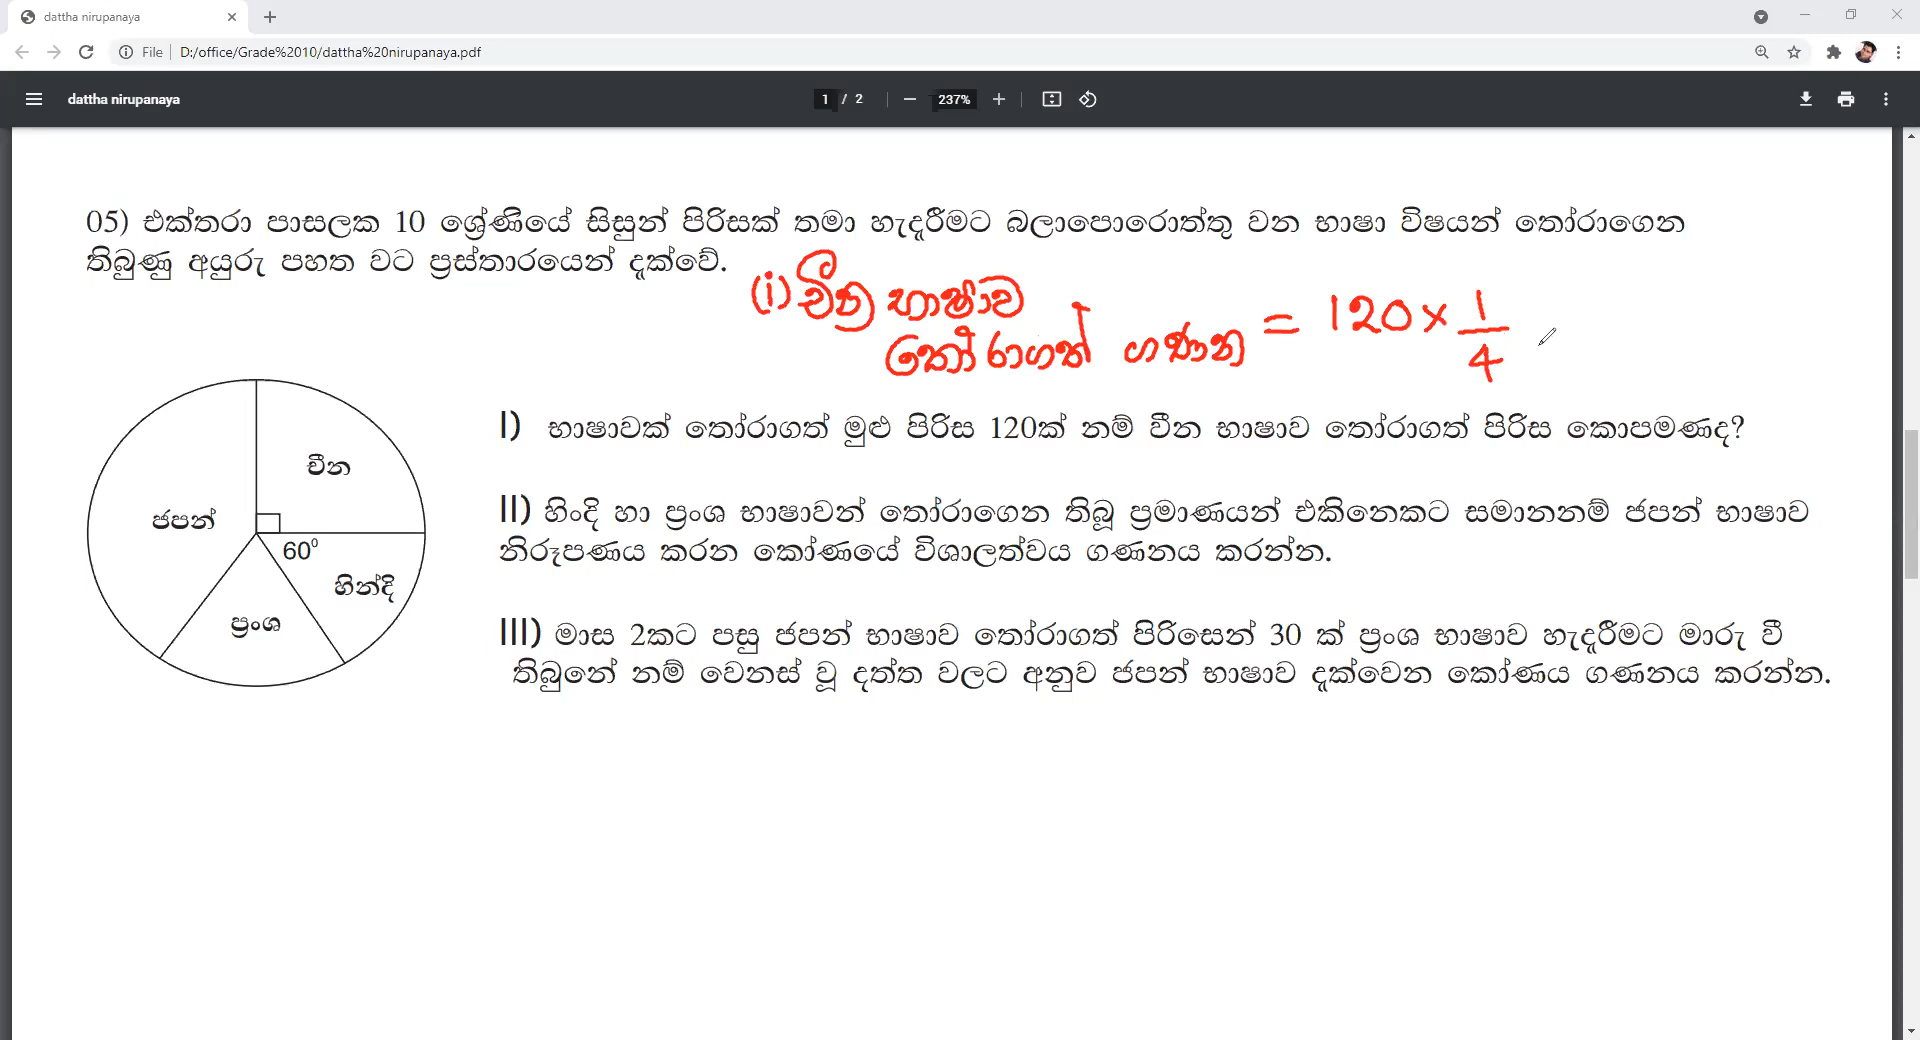 dattha nirupanaya
File D:/office/Grade%2010/dattha%20nirupanaya.pdf
dattha nirupanaya
1 / 2
237%
05) එක්තරා පාසලක 10 ශ්‍රේණියේ සිසුන් පිරිසක් තමා හැදෑරීමට බලාපොරොත්තු වන භාෂා විෂයන් තෝරාගෙන
තිබුණු අයුරු පහත වට ප්‍රස්තාරයෙන් දැක්වේ.
(i) චීන භාෂාව
තෝරාගත් ගණන = 120 × 1/4
චීන
ජපන්
60⁰
හින්දි
ප්‍රංශ
I) භාෂාවක් තෝරාගත් මුළු පිරිස 120ක් නම් චීන භාෂාව තෝරාගත් පිරිස කොපමණද?
II) හිංදි හා ප්‍රංශ භාෂාවන් තෝරාගෙන තිබූ ප්‍රමාණයන් එකිනෙකට සමානනම් ජපන් භාෂාව
නිරූපණය කරන කෝණයේ විශාලත්වය ගණනය කරන්න.
III) මාස 2කට පසු ජපන් භාෂාව තෝරාගත් පිරිසෙන් 30 ක් ප්‍රංශ භාෂාව හැදෑරීමට මාරු වී
තිබුනේ නම් වෙනස් වූ දත්ත වලට අනුව ජපන් භාෂාව දැක්වෙන කෝණය ගණනය කරන්න.